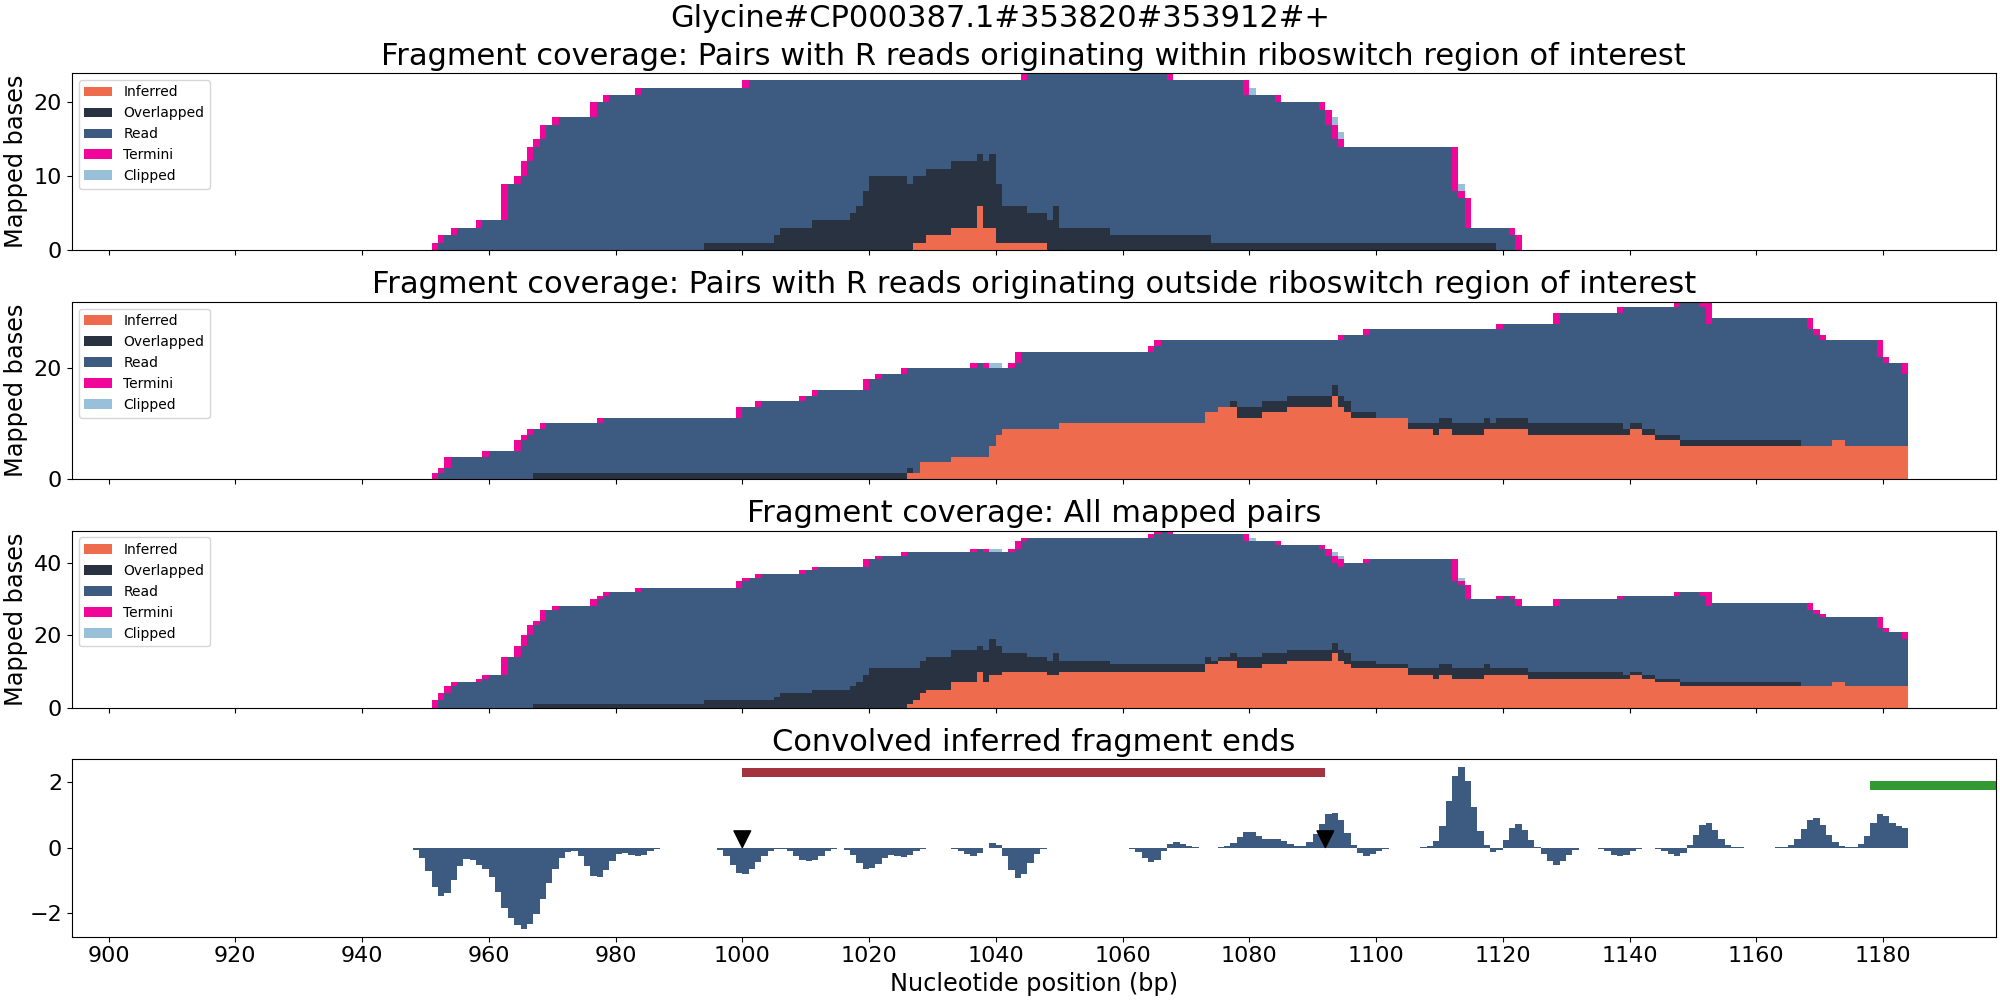 Glycine#CP000387.1#353820#353912#+
Fragment coverage: Pairs with R reads originating within riboswitch region of interest
Mapped bases
20
10
0
Inferred
Overlapped
Read
Termini
Clipped
Fragment coverage: Pairs with R reads originating outside riboswitch region of interest
Mapped bases
20
0
Inferred
Overlapped
Read
Termini
Clipped
Fragment coverage: All mapped pairs
Mapped bases
40
20
0
Inferred
Overlapped
Read
Termini
Clipped
Convolved inferred fragment ends
2
0
−2
900 920 940 960 980 1000 1020 1040 1060 1080 1100 1120 1140 1160 1180
Nucleotide position (bp)